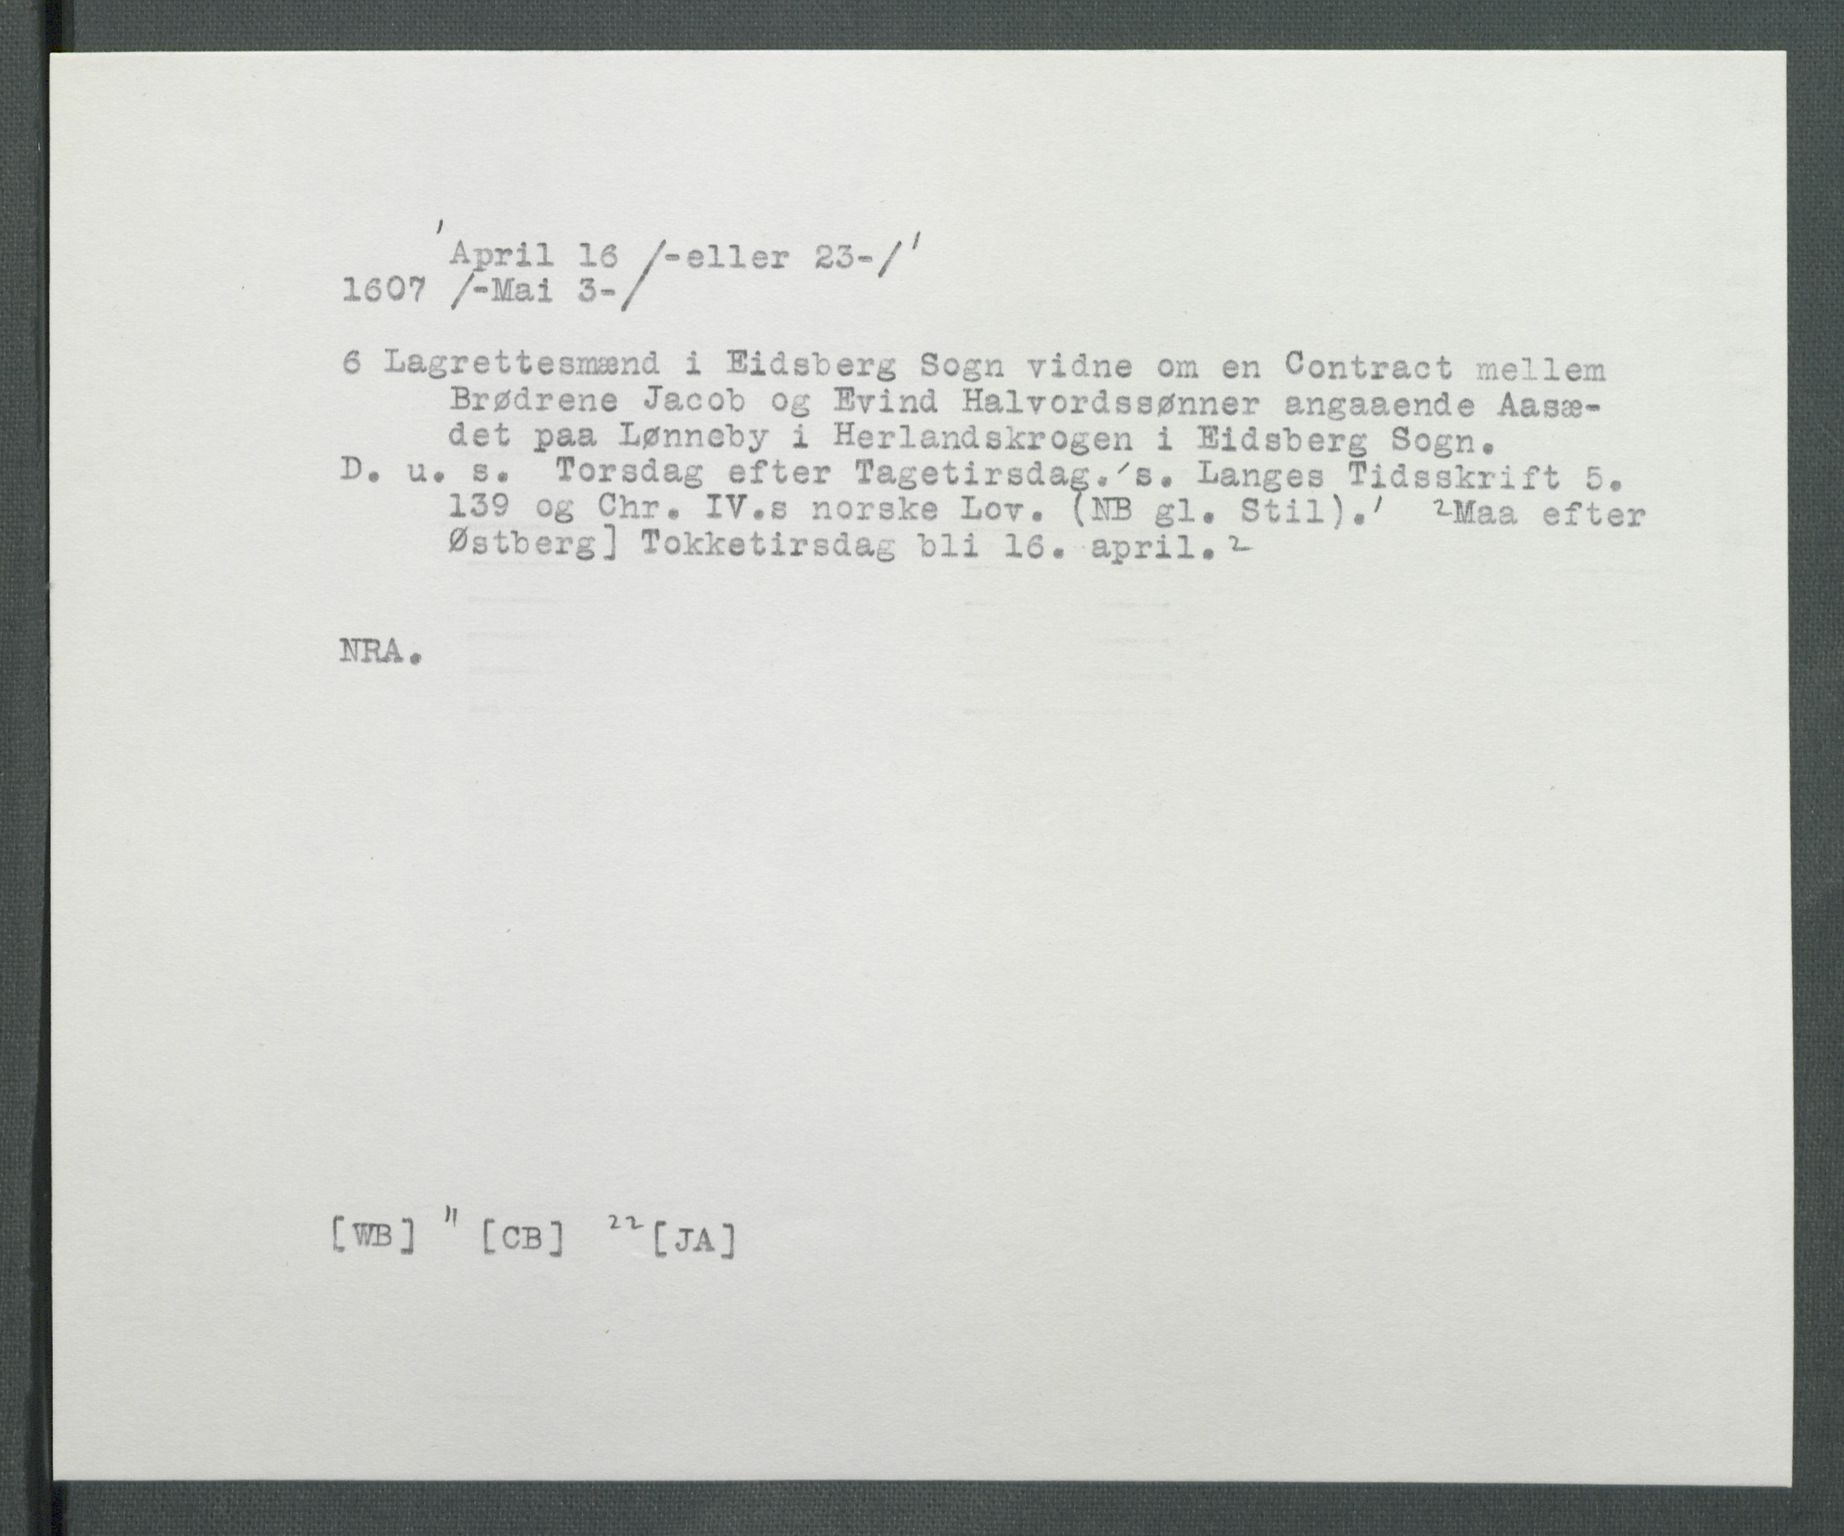 'April 16 /-eller 23-/'
1607 /-Mai 3-/
6 Lagrettesmænd i Eidsberg Sogn vidne om en Contract mellem
Brødrene Jacob og Evind Halvordssønner angaaende Aasæ-
det paa Lønneby i Herlandskrogen i Eidsberg Sogn.
D. u. s. Torsdag efter Tagetirsdag.'s. Langes Tidsskrift 5.
139 og Chr. IV.s norske Lov. (NB gl. Stil).' ²Maa efter
Østberg] Tokketirsdag bli 16. april.²
NRA.
[WB] '' [CB] ²² [JA]